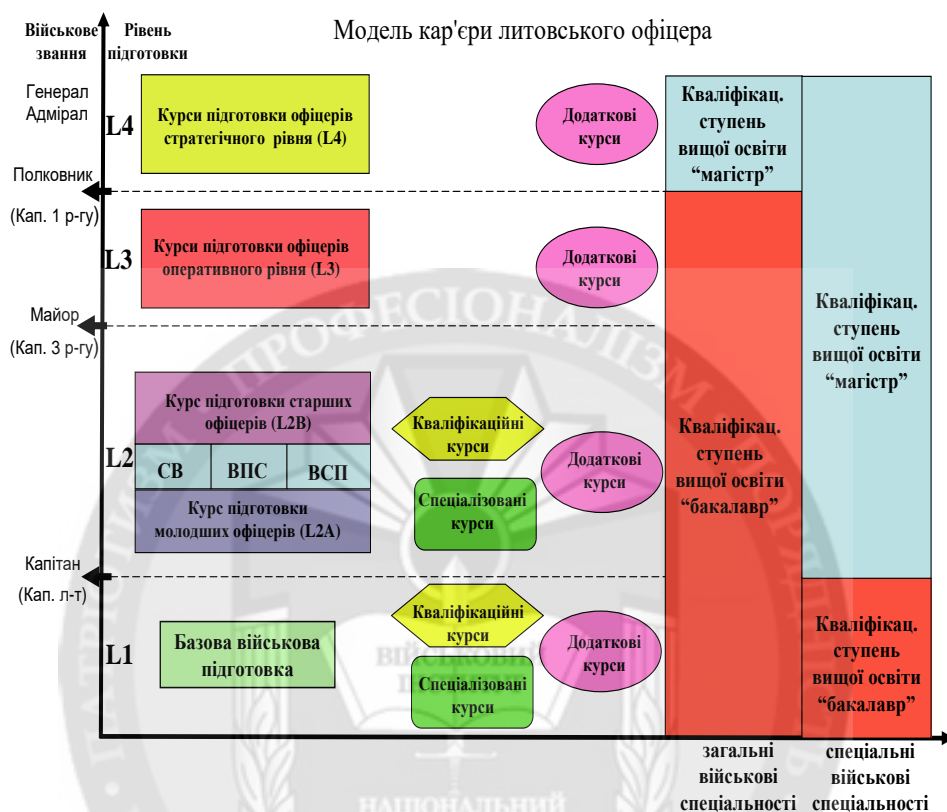 Модель кар'єри литовського офіцера
Військове
звання
Рівень
підготовки
Генерал
Адмірал
L4
Курси підготовки офіцерів
стратегічного рівня (L4)
Додаткові
курси
Кваліфікац.
ступень
вищої освіти
“магістр”
Полковник
(Кап. 1 р-гу)
L3
Курси підготовки офіцерів
оперативного рівня (L3)
Додаткові
курси
Кваліфікац.
ступень
вищої освіти
“магістр”
Майор
(Кап. 3 р-гу)
L2
Курс підготовки старших
офіцерів (L2B)
СВ
ВПС
ВСП
Курс підготовки
молодших офіцерів (L2A)
Кваліфікаційні
курси
Спеціалізовані
курси
Додаткові
курси
Кваліфікац.
ступень
вищої освіти
“бакалавр”
Капітан
(Кап. л-т)
L1
Базова військова
підготовка
Кваліфікаційні
курси
Спеціалізовані
курси
Додаткові
курси
Кваліфікац.
ступень
вищої освіти
“бакалавр”
загальні
військові
спеціальності
спеціальні
військові
спеціальності
ПАТРІОТИЗМ • ПРОФЕСІОНАЛІЗМ • ПОРЯДНІСТЬ
ВІЙСЬКОВИЙ
НАЦІОНАЛЬНИЙ